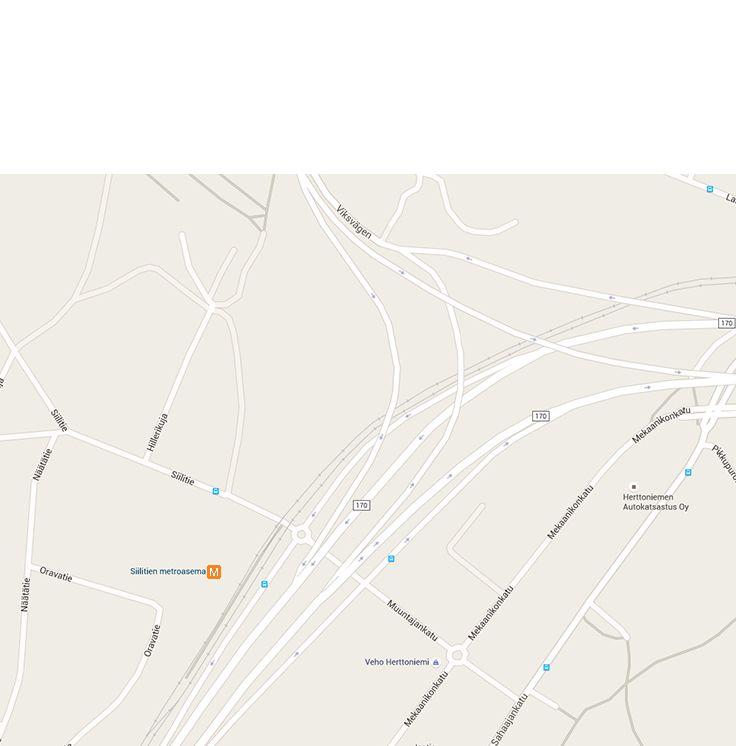 La
Viksvägen
170
Siilitie
Hillerikuja
170
Mekaanikonkatu
Näätätie
Siilitie
Pikkupuro
170
Herttoniemen
Autokatsastus Oy
Mekaanikonkatu
Siilitien metroasema M
Oravatie
Näätätie
Muuntajankatu
Mekaanikonkatu
Oravatie
Veho Herttoniemi
Mekaanikonkatu
Sahaajankatu